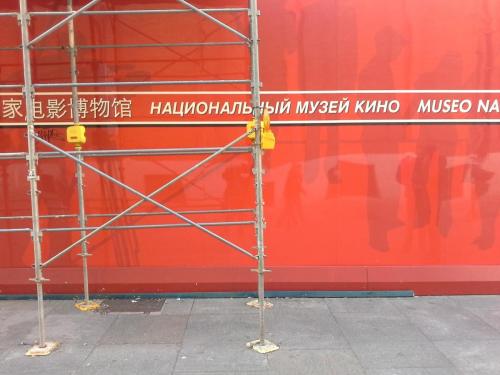 家电影博物馆 НАЦИОНАЛЬНЫЙ МУЗЕЙ КИНО MUSEO NA